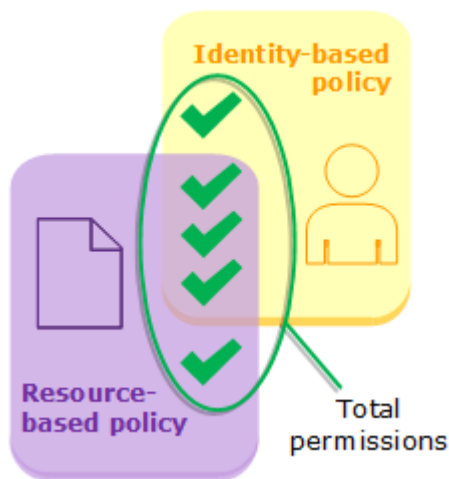 Identity-based
policy
Resource-
based policy
Total
permissions